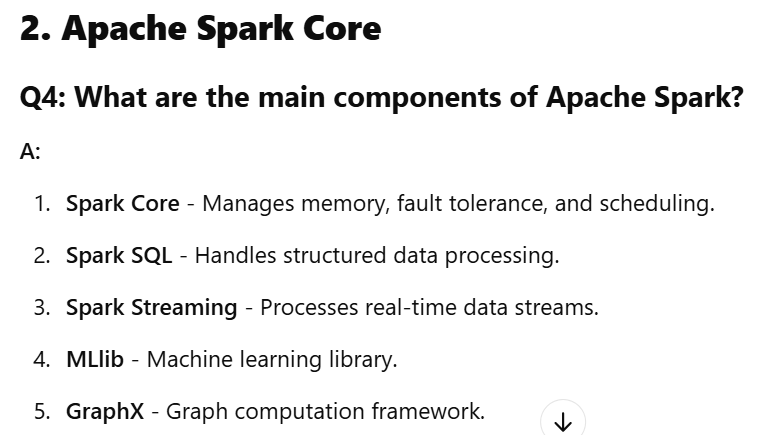 2. Apache Spark Core
Q4: What are the main components of Apache Spark?
A:
1. Spark Core - Manages memory, fault tolerance, and scheduling.
2. Spark SQL - Handles structured data processing.
3. Spark Streaming - Processes real-time data streams.
4. MLlib - Machine learning library.
5. GraphX - Graph computation framework.